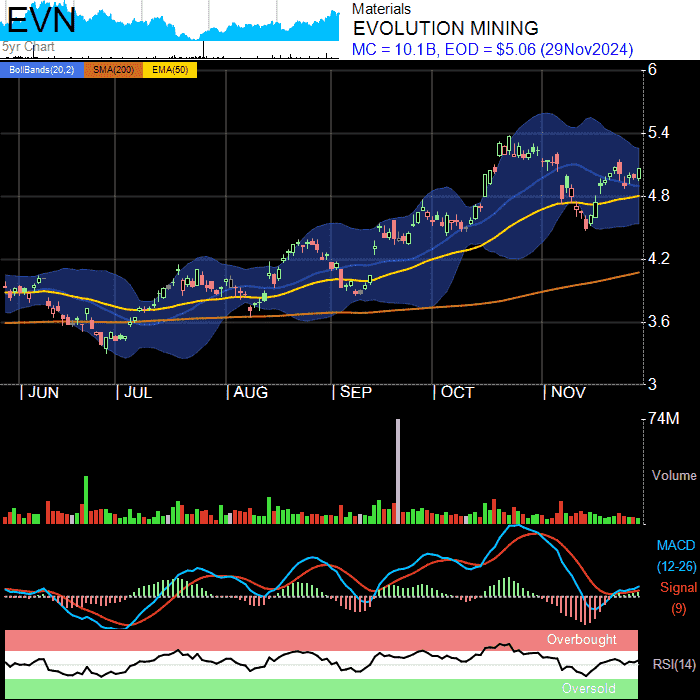 EVN
5yr Chart
Materials
EVOLUTION MINING
MC = 10.1B, EOD = $5.06 (29Nov2024)
BollBands(20,2) SMA(200) EMA(50)
6
5.4
4.8
4.2
3.6
3
JUN JUL AUG SEP OCT NOV
74M
Volume
MACD
(12-26)
Signal
(9)
Overbought
RSI(14)
Oversold